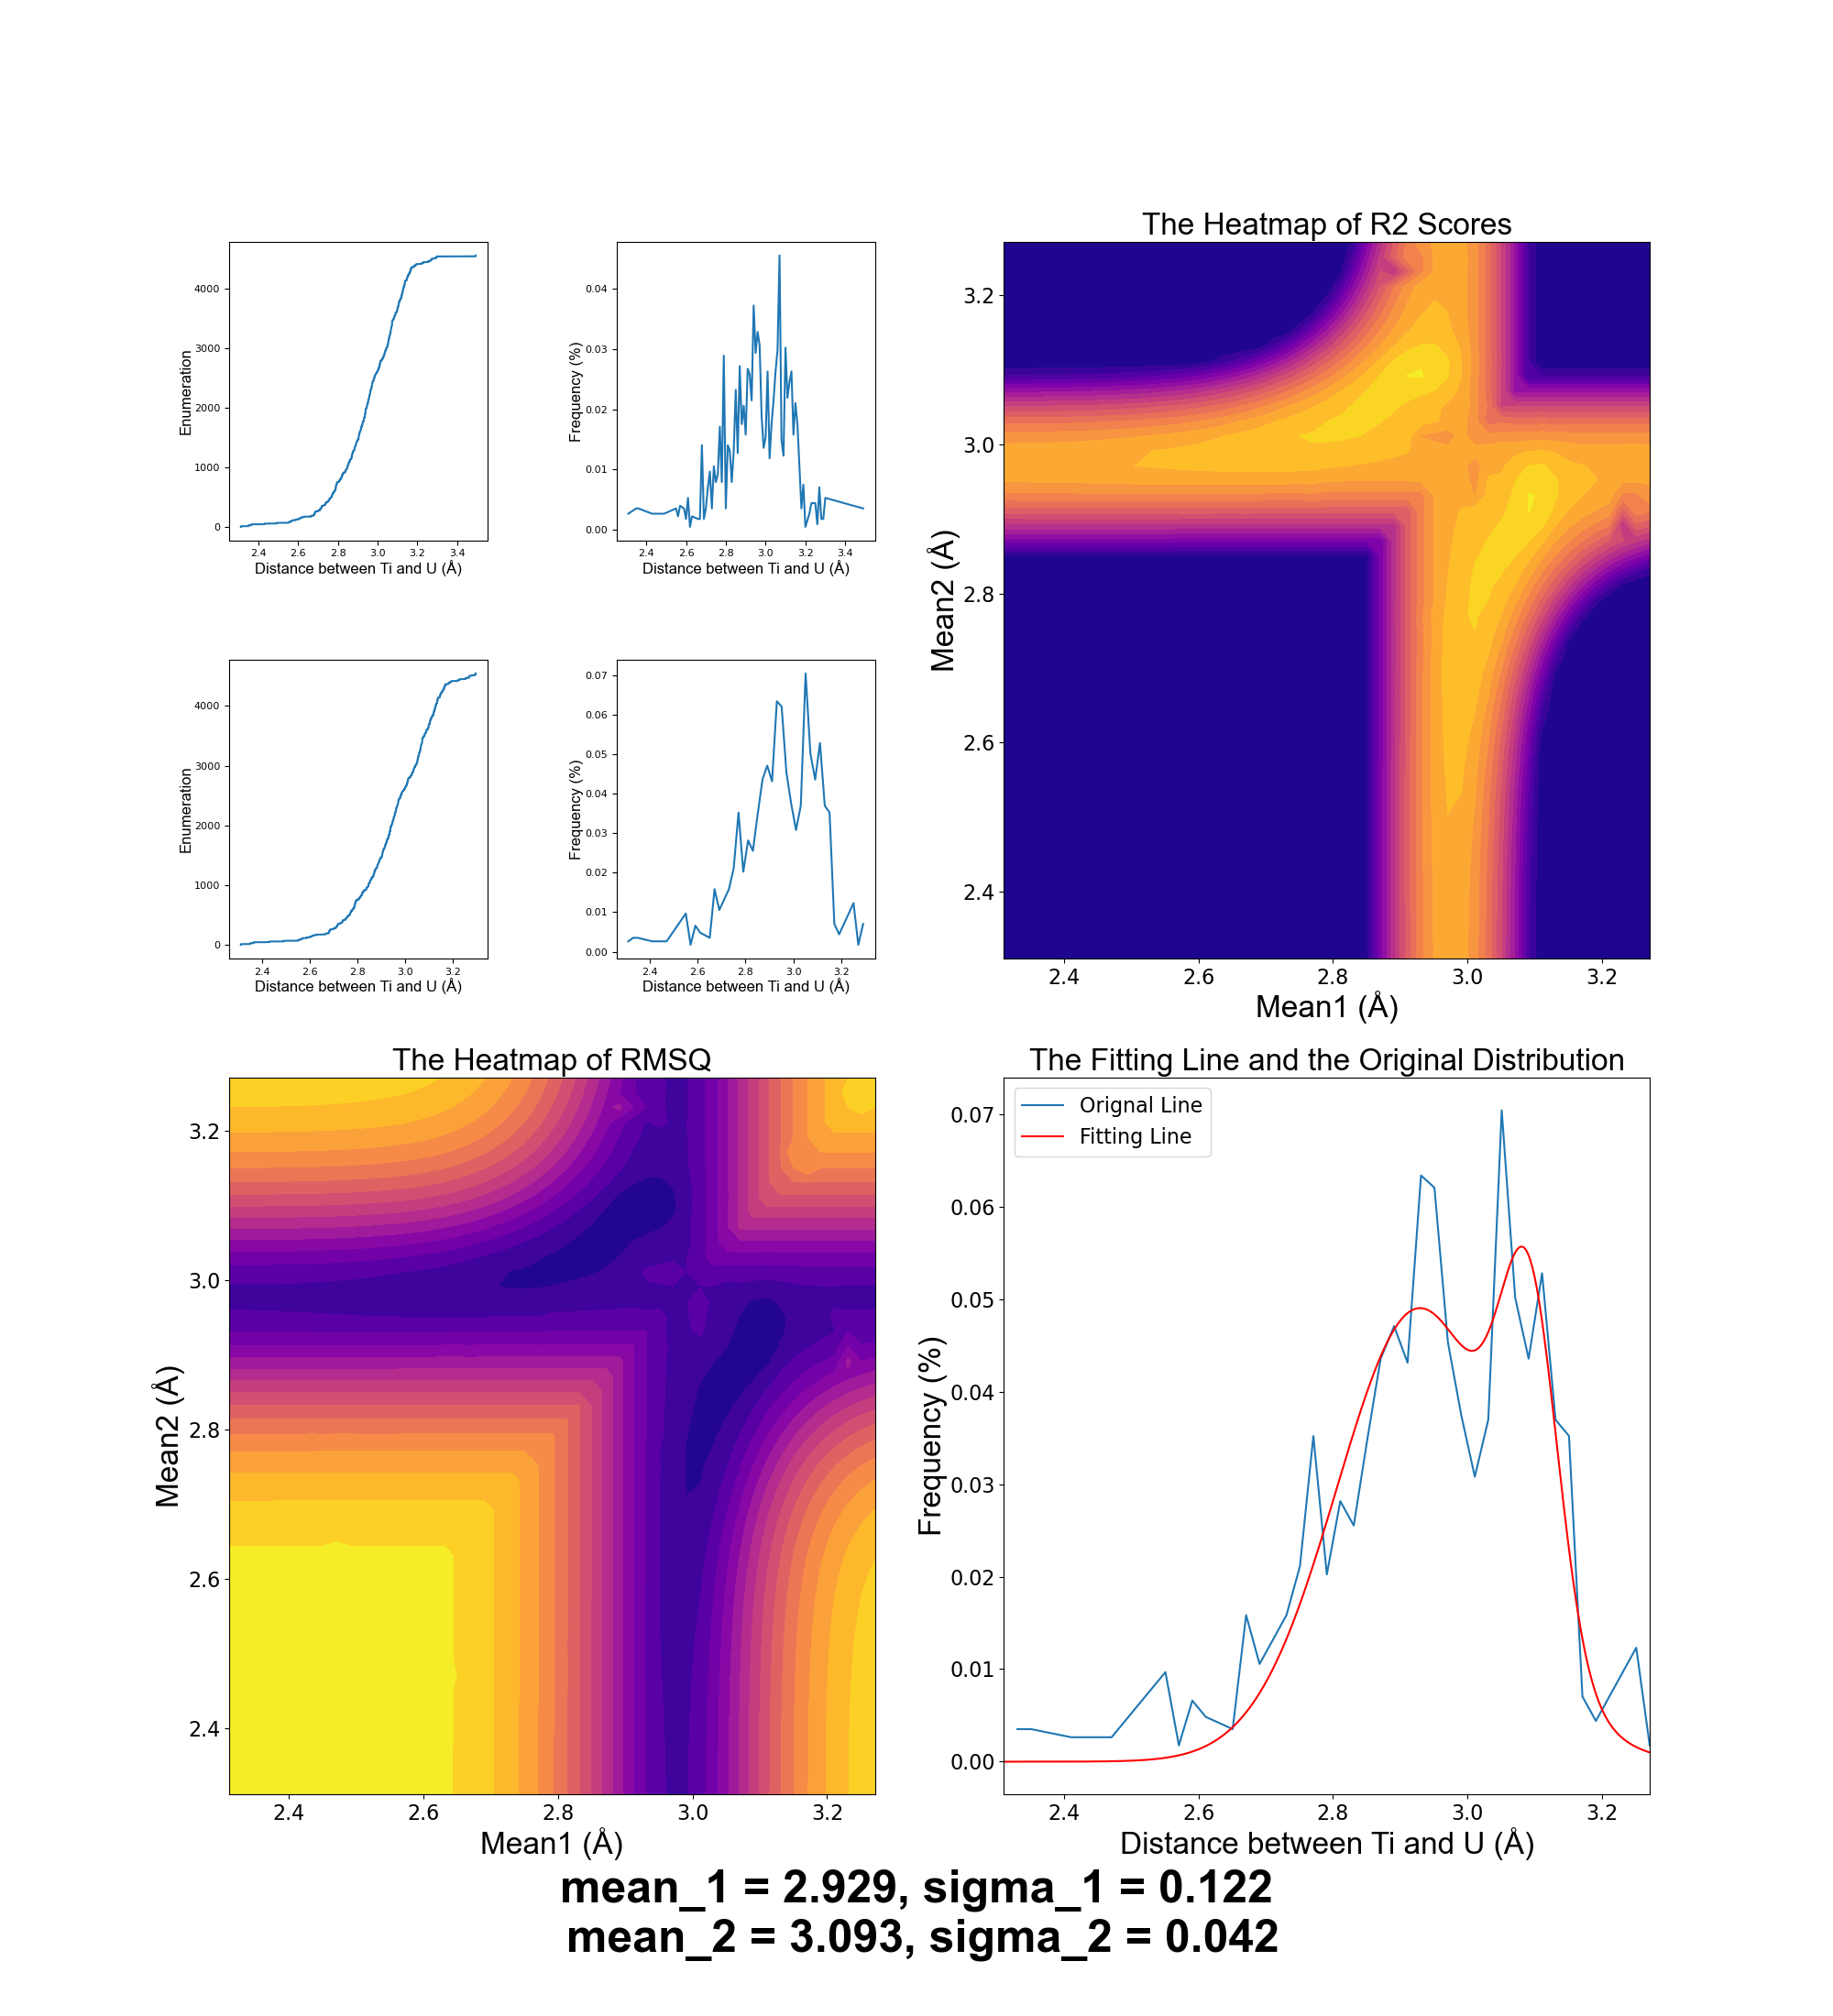 4000
3000
2000
1000
0
Enumeration
2.4 2.6 2.8 3.0 3.2 3.4
Distance between Ti and U (Å)
0.04
0.03
0.02
0.01
0.00
Frequency (%)
2.4 2.6 2.8 3.0 3.2 3.4
Distance between Ti and U (Å)
The Heatmap of R2 Scores
3.2
3.0
2.8
2.6
2.4
Mean2 (Å)
2.4 2.6 2.8 3.0 3.2
Mean1 (Å)
4000
3000
2000
1000
0
Enumeration
2.4 2.6 2.8 3.0 3.2
Distance between Ti and U (Å)
0.07
0.06
0.05
0.04
0.03
0.02
0.01
0.00
Frequency (%)
2.4 2.6 2.8 3.0 3.2
Distance between Ti and U (Å)
The Heatmap of RMSQ
3.2
3.0
2.8
2.6
2.4
Mean2 (Å)
2.4 2.6 2.8 3.0 3.2
Mean1 (Å)
The Fitting Line and the Original Distribution
Orignal Line
Fitting Line
0.07
0.06
0.05
0.04
0.03
0.02
0.01
0.00
Frequency (%)
2.4 2.6 2.8 3.0 3.2
Distance between Ti and U (Å)
mean_1 = 2.929, sigma_1 = 0.122
mean_2 = 3.093, sigma_2 = 0.042